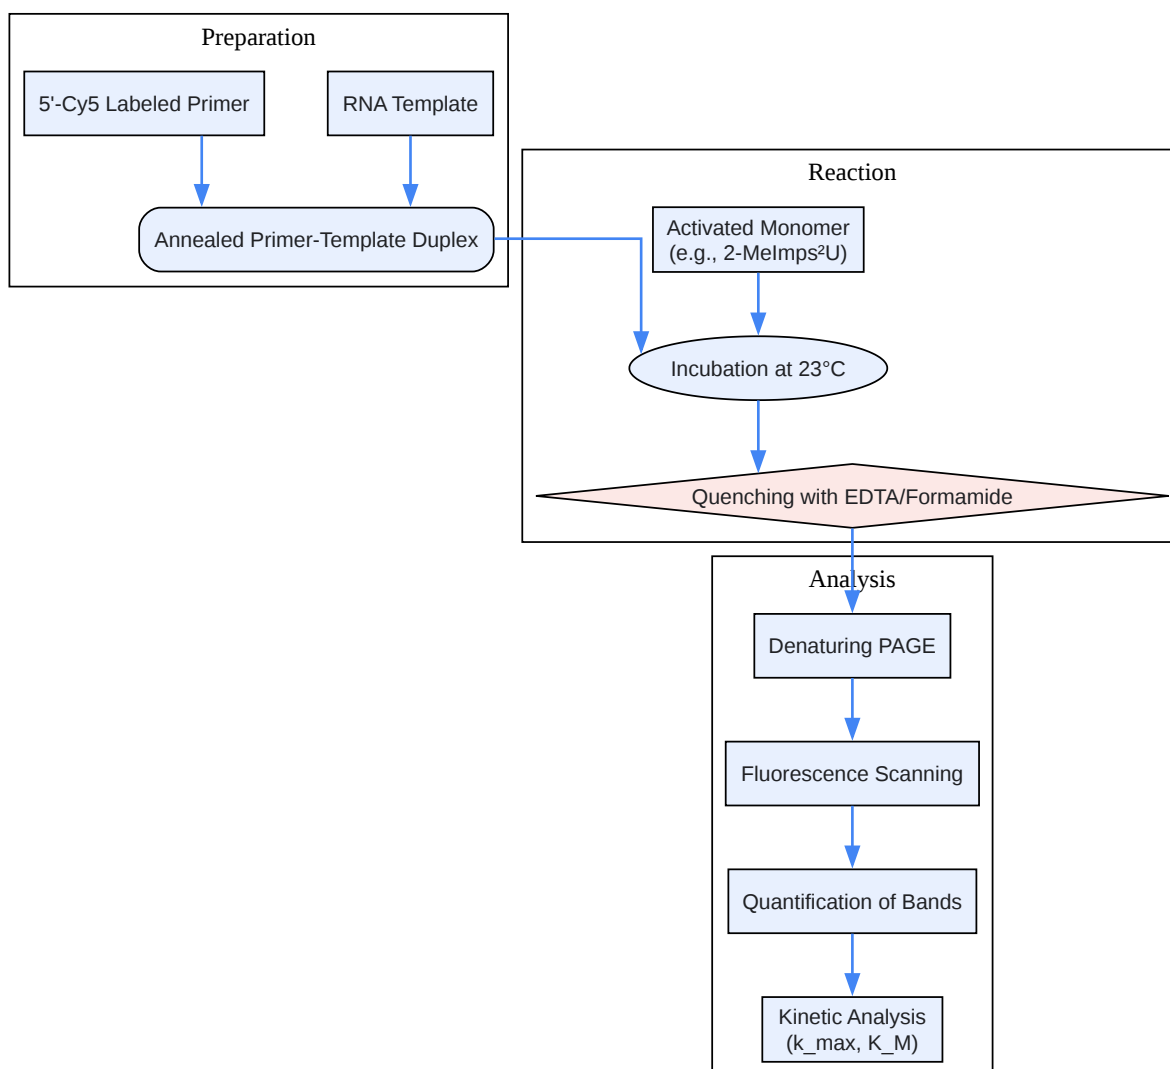 Preparation
5'-Cy5 Labeled Primer
RNA Template
Annealed Primer-Template Duplex
Reaction
Activated Monomer
(e.g., 2-MeImps²U)
Incubation at 23°C
Quenching with EDTA/Formamide
Analysis
Denaturing PAGE
Fluorescence Scanning
Quantification of Bands
Kinetic Analysis
(k_max, K_M)